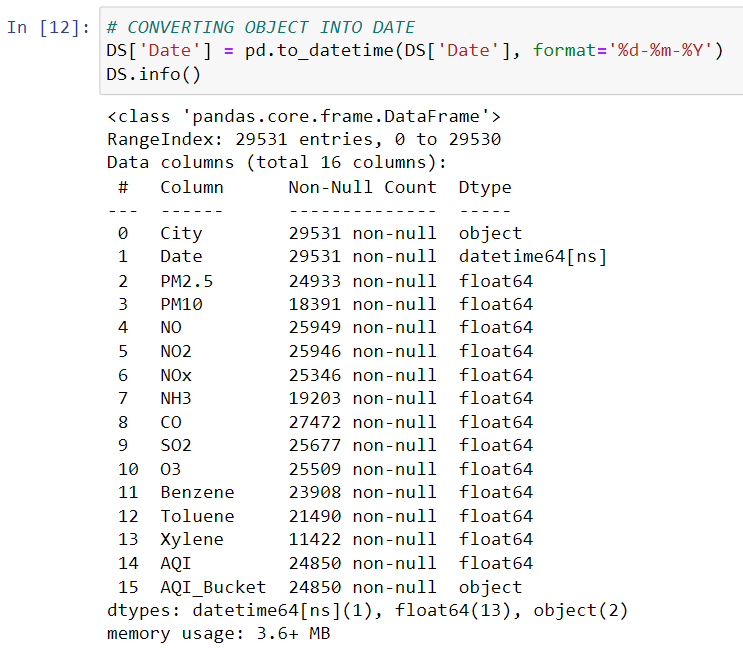 In [12]: # CONVERTING OBJECT INTO DATE
DS['Date'] = pd.to_datetime(DS['Date'], format='%d-%m-%Y')
DS.info()
<class 'pandas.core.frame.DataFrame'>
RangeIndex: 29531 entries, 0 to 29530
Data columns (total 16 columns):
 #   Column      Non-Null Count  Dtype
---  ------      --------------  -----
 0   City        29531 non-null  object
 1   Date        29531 non-null  datetime64[ns]
 2   PM2.5       24933 non-null  float64
 3   PM10        18391 non-null  float64
 4   NO          25949 non-null  float64
 5   NO2         25946 non-null  float64
 6   NOx         25346 non-null  float64
 7   NH3         19203 non-null  float64
 8   CO          27472 non-null  float64
 9   SO2         25677 non-null  float64
 10  O3          25509 non-null  float64
 11  Benzene     23908 non-null  float64
 12  Toluene     21490 non-null  float64
 13  Xylene      11422 non-null  float64
 14  AQI         24850 non-null  float64
 15  AQI_Bucket  24850 non-null  object
dtypes: datetime64[ns](1), float64(13), object(2)
memory usage: 3.6+ MB